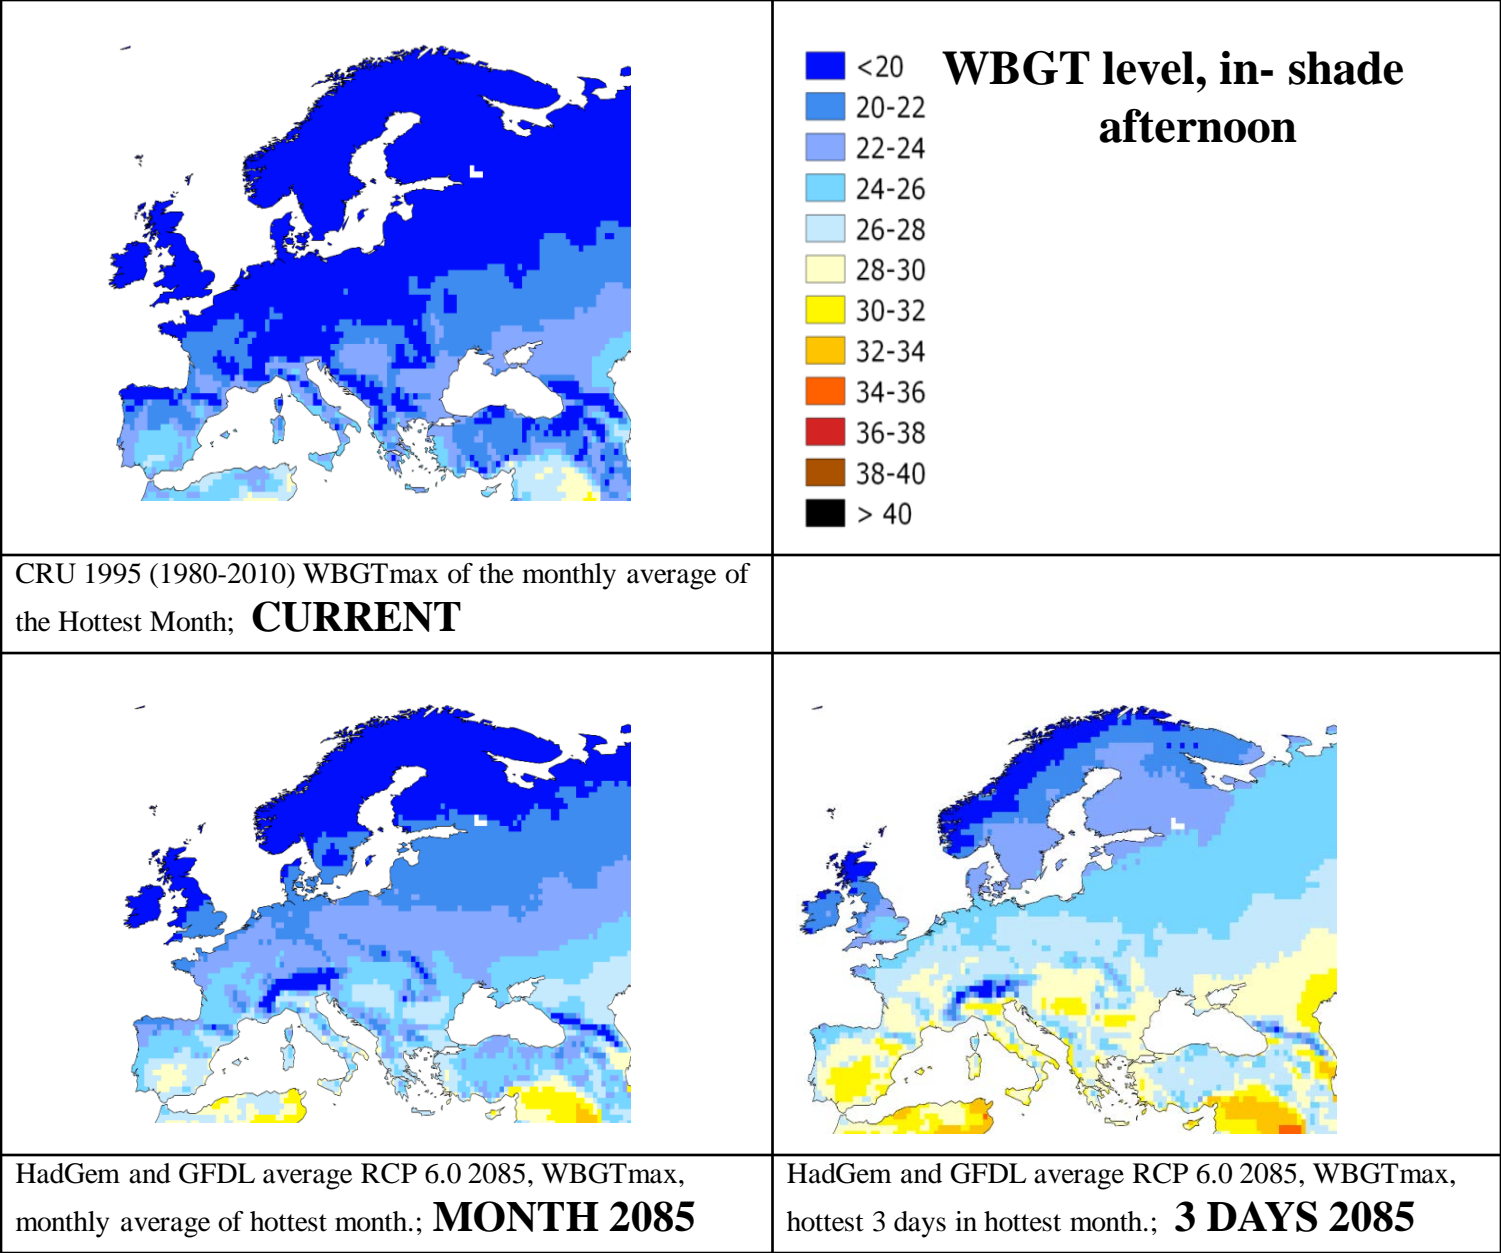 WBGT level, in- shade
afternoon
<20
20-22
22-24
24-26
26-28
28-30
30-32
32-34
34-36
36-38
38-40
> 40
CRU 1995 (1980-2010) WBGTmax of the monthly average of
the Hottest Month; CURRENT
HadGem and GFDL average RCP 6.0 2085, WBGTmax,
monthly average of hottest month.; MONTH 2085
HadGem and GFDL average RCP 6.0 2085, WBGTmax,
hottest 3 days in hottest month.; 3 DAYS 2085